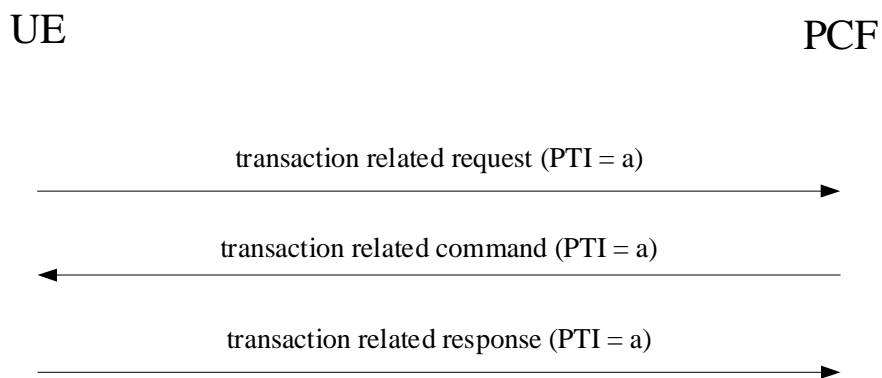 UE
PCF
transaction related request (PTI = a)
transaction related command (PTI = a)
transaction related response (PTI = a)